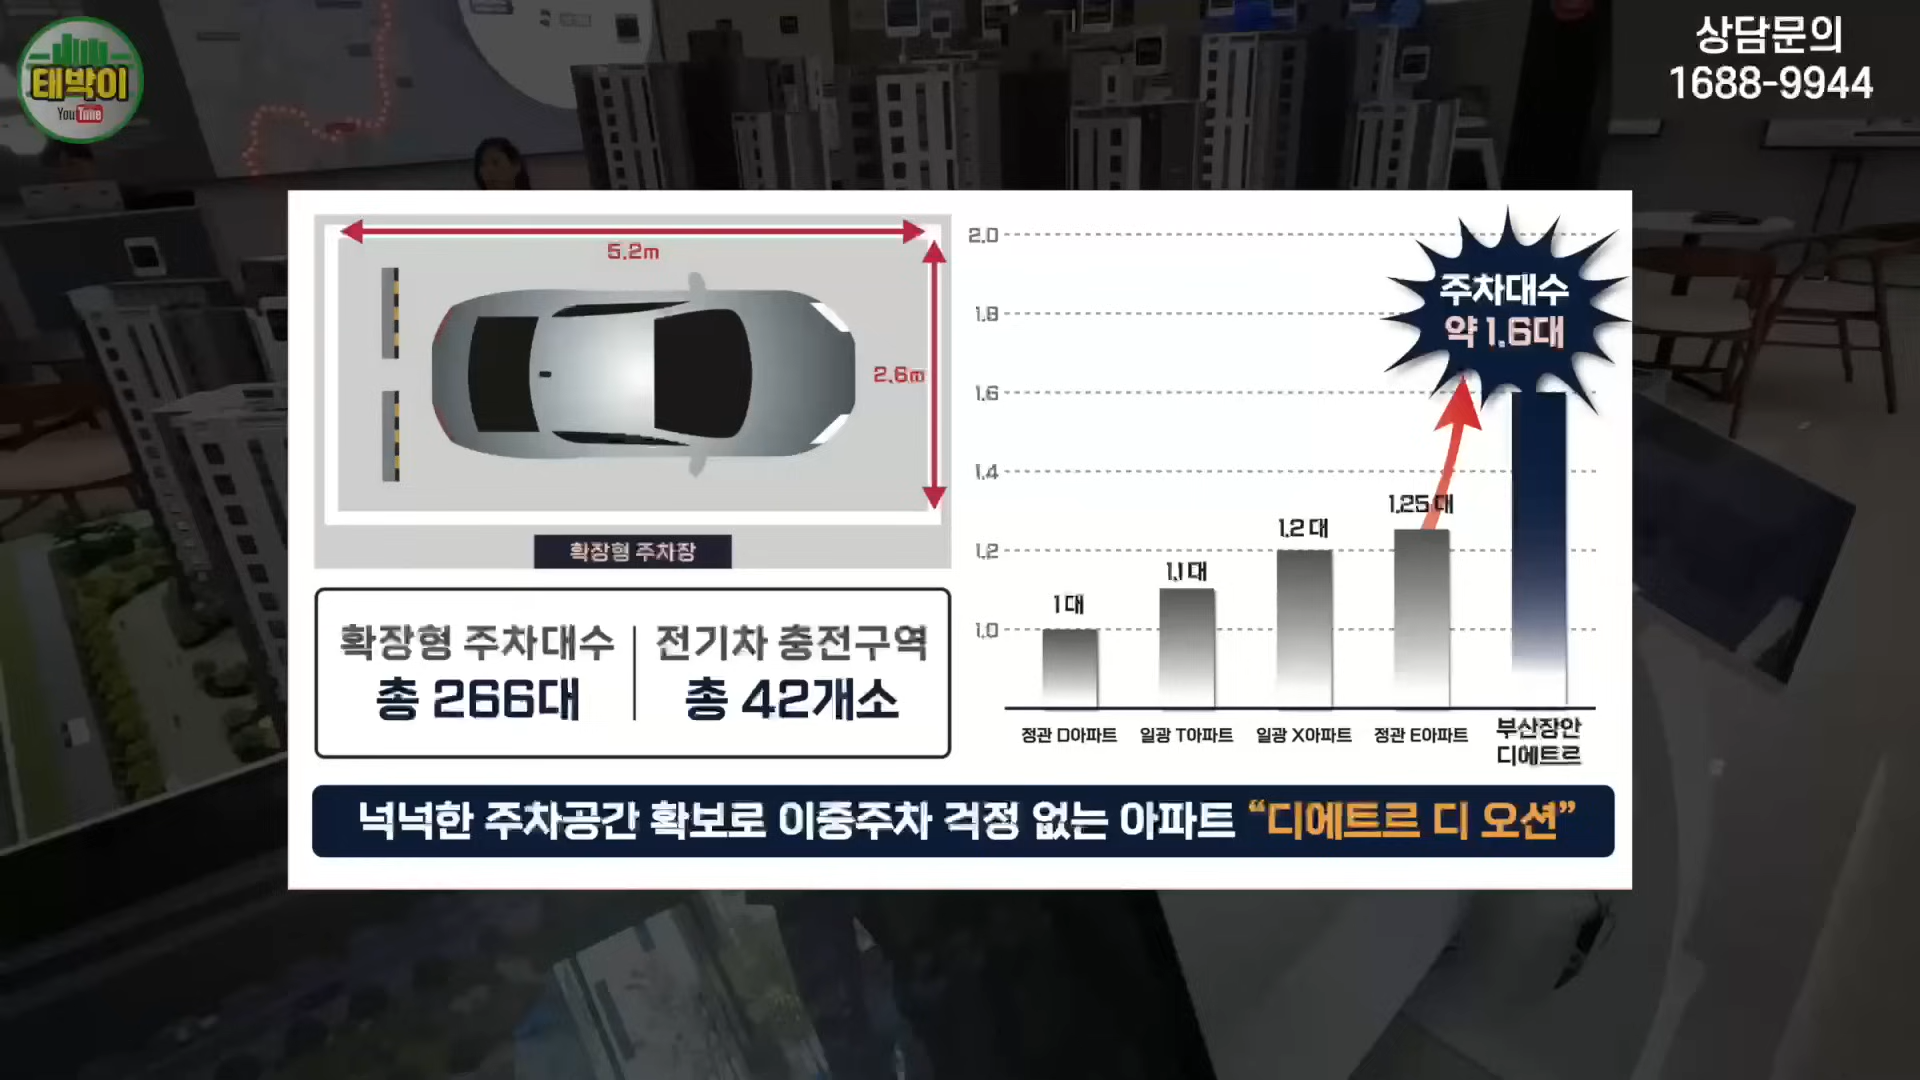 태박이
YouTime
상담문의
1688-9944
5.2m
2.6m
확장형 주차장
확장형 주차대수
총 266대
전기차 충전구역
총 42개소
2.0
1.8
1.6
1.4
1.2
1.0
주차대수
약 1.6대
1대
1.1대
1.2대
1.25대
정관 D아파트
일광 T아파트
일광 X아파트
정관 E아파트
부산장안
디에트르
넉넉한 주차공간 확보로 이중주차 걱정 없는 아파트 “디에트르 디 오션”